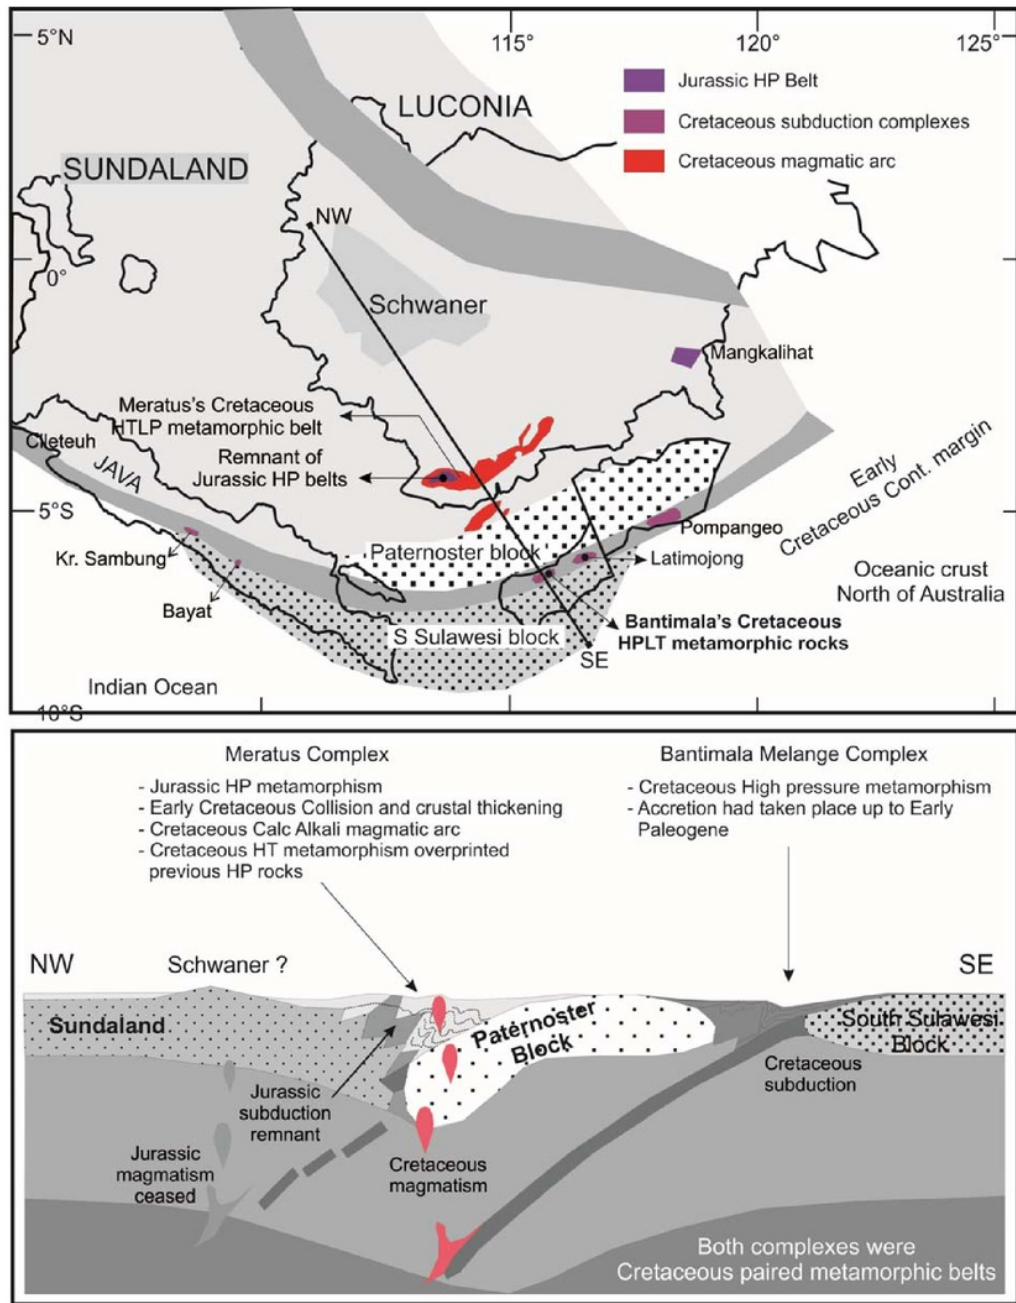 5°N
115°
120°
125°
Jurassic HP Belt
Cretaceous subduction complexes
Cretaceous magmatic arc
LUCONIA
SUNDALAND
NW
0°
Schwaner
Mangkalihat
Meratus's Cretaceous
HTLP metamorphic belt
Remnant of
Jurassic HP belts
Cileteuh
JAVA
Early
Cretaceous Cont. margin
5°S
Pompangeo
Kr. Sambung
Paternoster block
Latimojong
Oceanic crust
North of Australia
Bayat
S Sulawesi block
Bantimala's Cretaceous
HPLT metamorphic rocks
SE
Indian Ocean
10°S
Meratus Complex
- Jurassic HP metamorphism
- Early Cretaceous Collision and crustal thickening
- Cretaceous Calc Alkali magmatic arc
- Cretaceous HT metamorphism overprinted
previous HP rocks
Bantimala Melange Complex
- Cretaceous High pressure metamorphism
- Accretion had taken place up to Early
Paleogene
NW
Schwaner ?
SE
Sundaland
Paternoster
Block
South Sulawesi
Block
Jurassic
subduction
remnant
Cretaceous
subduction
Jurassic
magmatism
ceased
Cretaceous
magmatism
Both complexes were
Cretaceous paired metamorphic belts